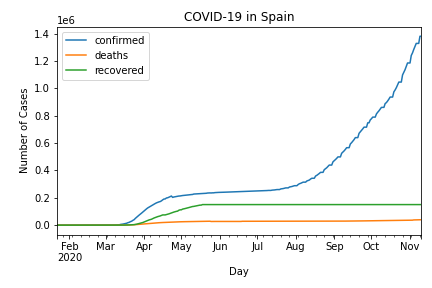 COVID-19 in Spain
1e6
confirmed
deaths
recovered
Number of Cases
1.4
1.2
1.0
0.8
0.6
0.4
0.2
0.0
Feb Mar Apr May Jun Jul Aug Sep Oct Nov
2020
Day